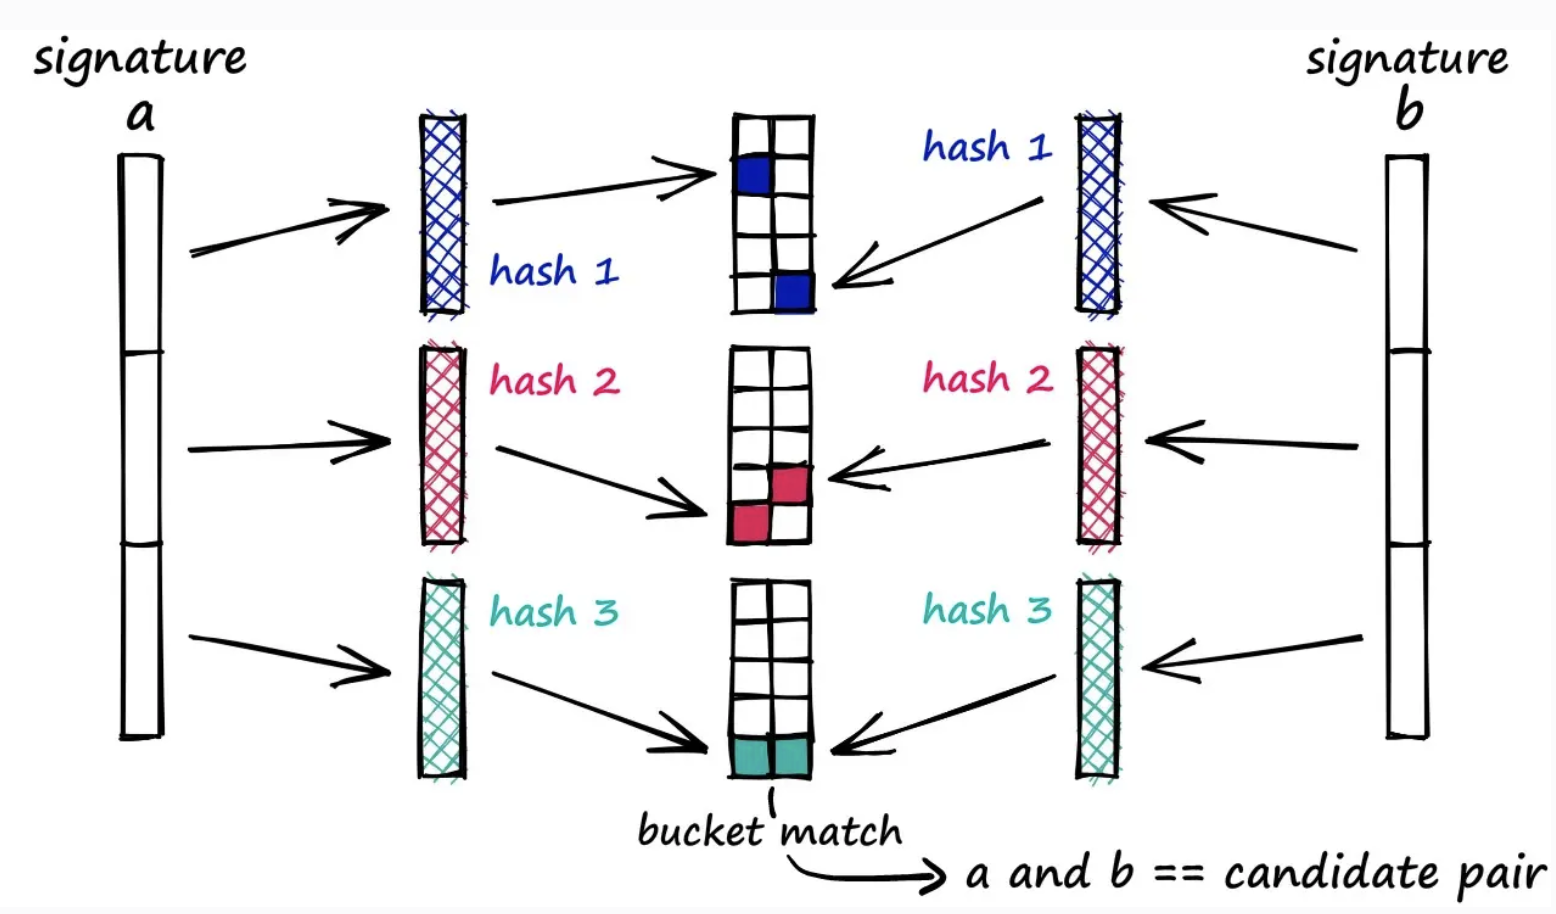 signature
a
signature
b
hash 1
hash 1
hash 2
hash 2
hash 3
hash 3
bucket match
a and b == candidate pair